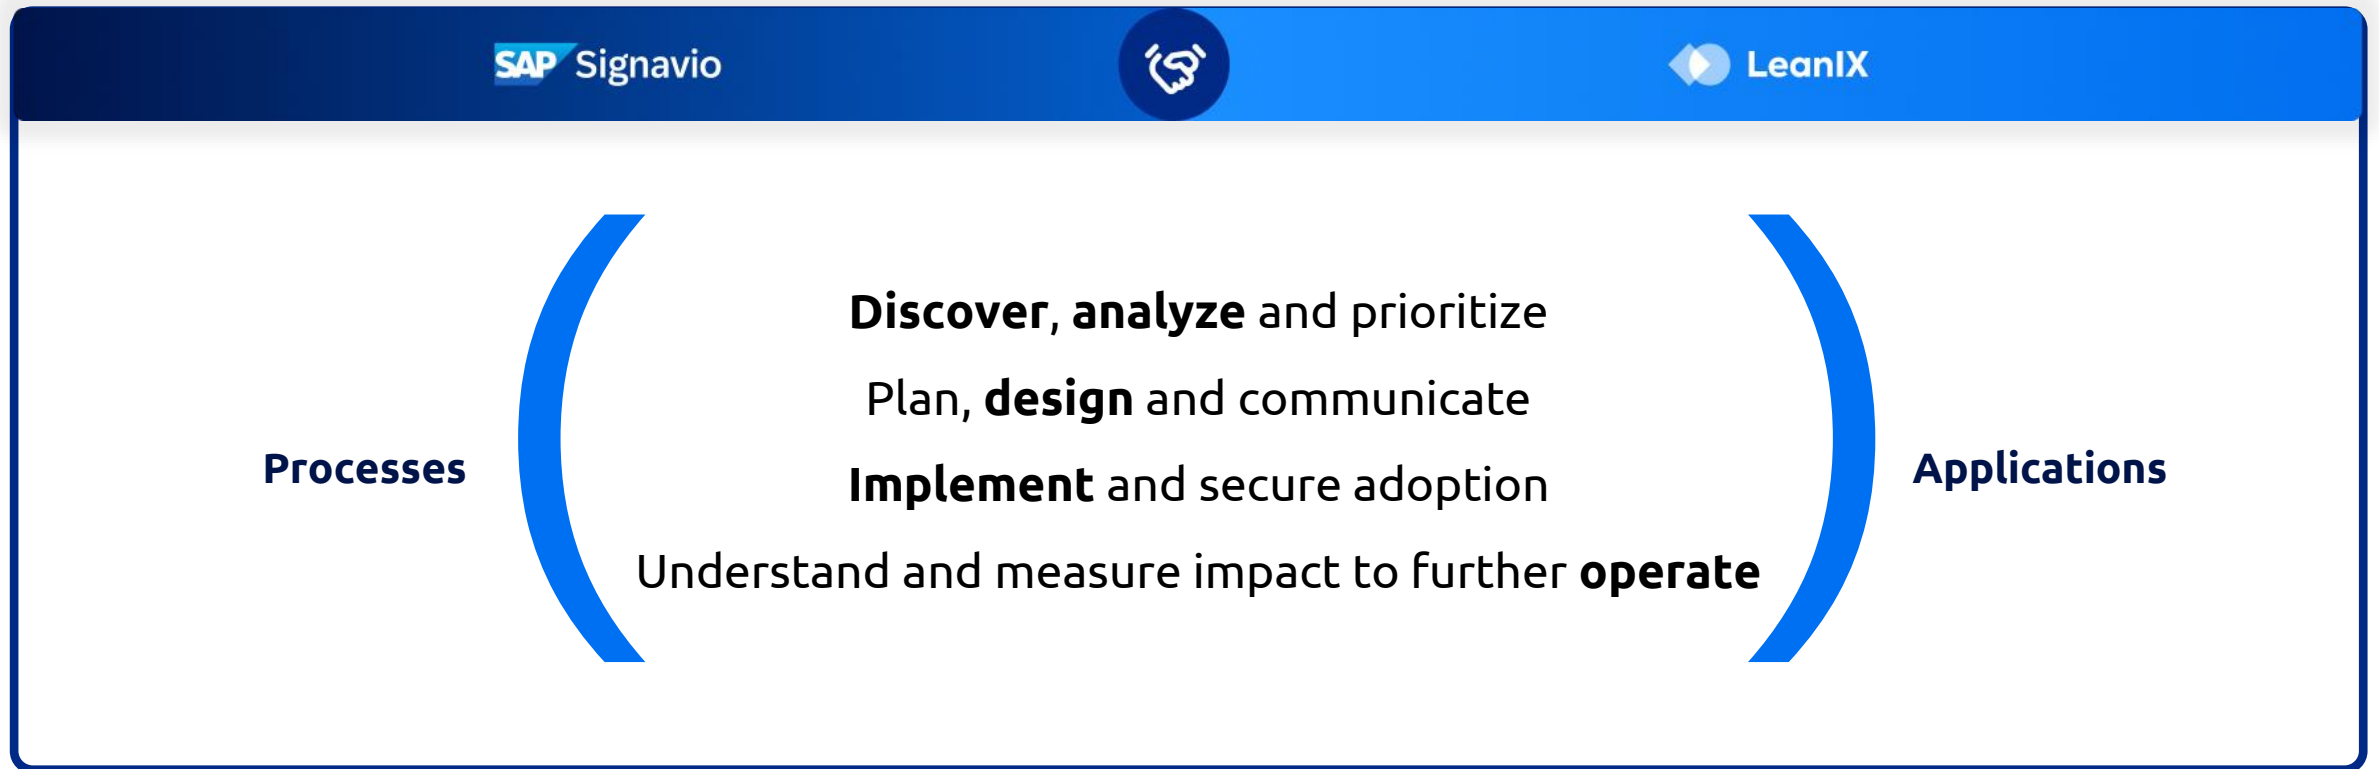 SAP Signavio
LeanIX
Discover, analyze and prioritize
Plan, design and communicate
Implement and secure adoption
Understand and measure impact to further operate
Processes
Applications